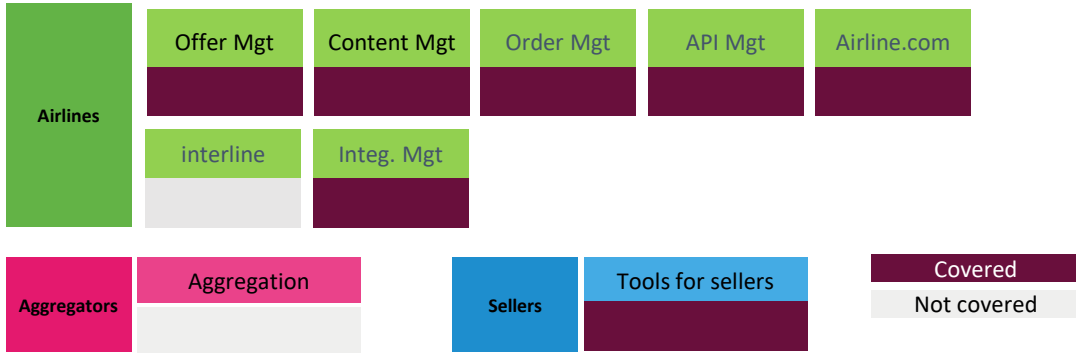 Airlines
Offer Mgt
Content Mgt
Order Mgt
API Mgt
Airline.com
interline
Integ. Mgt
Aggregators
Aggregation
Sellers
Tools for sellers
Covered
Not covered